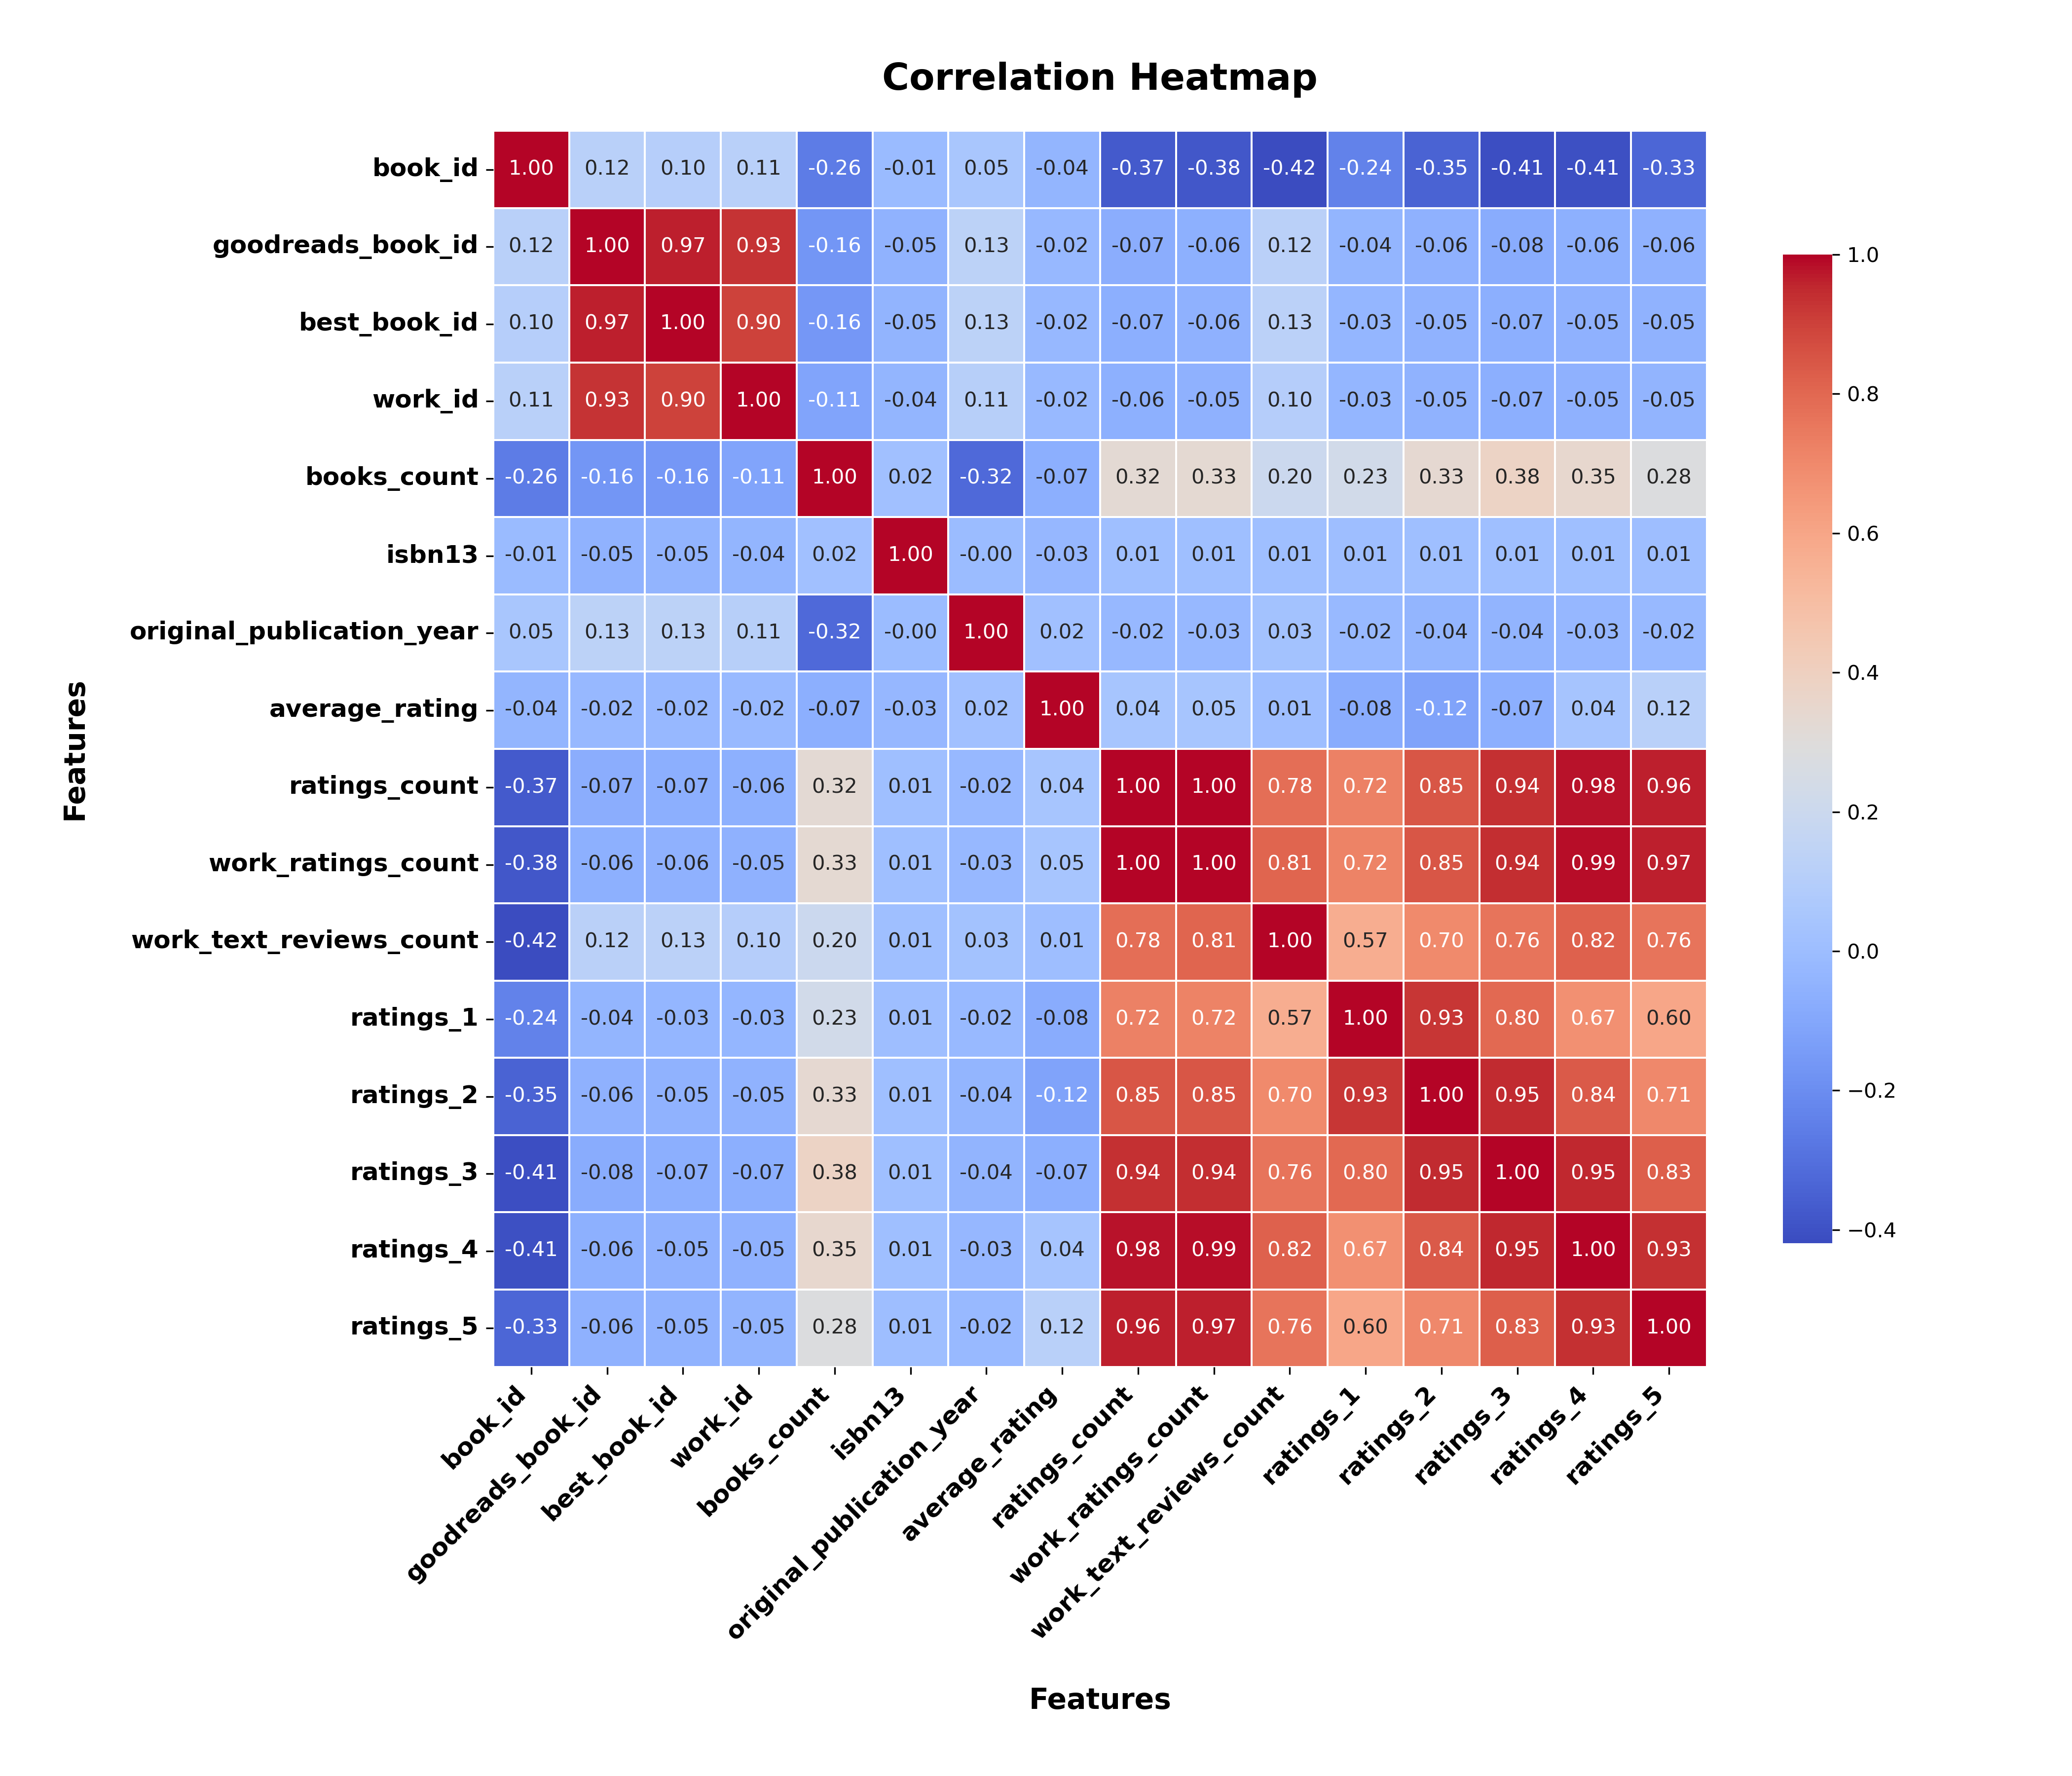 Correlation Heatmap
Features
book_id 1.00 0.12 0.10 0.11 -0.26 -0.01 0.05 -0.04 -0.37 -0.38 -0.42 -0.24 -0.35 -0.41 -0.41 -0.33
goodreads_book_id 0.12 1.00 0.97 0.93 -0.16 -0.05 0.13 -0.02 -0.07 -0.06 0.12 -0.04 -0.06 -0.08 -0.06 -0.06
best_book_id 0.10 0.97 1.00 0.90 -0.16 -0.05 0.13 -0.02 -0.07 -0.06 0.13 -0.03 -0.05 -0.07 -0.05 -0.05
work_id 0.11 0.93 0.90 1.00 -0.11 -0.04 0.11 -0.02 -0.06 -0.05 0.10 -0.03 -0.05 -0.07 -0.05 -0.05
books_count -0.26 -0.16 -0.16 -0.11 1.00 0.02 -0.32 -0.07 0.32 0.33 0.20 0.23 0.33 0.38 0.35 0.28
isbn13 -0.01 -0.05 -0.05 -0.04 0.02 1.00 -0.00 -0.03 0.01 0.01 0.01 0.01 0.01 0.01 0.01 0.01
original_publication_year 0.05 0.13 0.13 0.11 -0.32 -0.00 1.00 0.02 -0.02 -0.03 0.03 -0.02 -0.04 -0.04 -0.03 -0.02
average_rating -0.04 -0.02 -0.02 -0.02 -0.07 -0.03 0.02 1.00 0.04 0.05 0.01 -0.08 -0.12 -0.07 0.04 0.12
ratings_count -0.37 -0.07 -0.07 -0.06 0.32 0.01 -0.02 0.04 1.00 1.00 0.78 0.72 0.85 0.94 0.98 0.96
work_ratings_count -0.38 -0.06 -0.06 -0.05 0.33 0.01 -0.03 0.05 1.00 1.00 0.81 0.72 0.85 0.94 0.99 0.97
work_text_reviews_count -0.42 0.12 0.13 0.10 0.20 0.01 0.03 0.01 0.78 0.81 1.00 0.57 0.70 0.76 0.82 0.76
ratings_1 -0.24 -0.04 -0.03 -0.03 0.23 0.01 -0.02 -0.08 0.72 0.72 0.57 1.00 0.93 0.80 0.67 0.60
ratings_2 -0.35 -0.06 -0.05 -0.05 0.33 0.01 -0.04 -0.12 0.85 0.85 0.70 0.93 1.00 0.95 0.84 0.71
ratings_3 -0.41 -0.08 -0.07 -0.07 0.38 0.01 -0.04 -0.07 0.94 0.94 0.76 0.80 0.95 1.00 0.95 0.83
ratings_4 -0.41 -0.06 -0.05 -0.05 0.35 0.01 -0.03 0.04 0.98 0.99 0.82 0.67 0.84 0.95 1.00 0.93
ratings_5 -0.33 -0.06 -0.05 -0.05 0.28 0.01 -0.02 0.12 0.96 0.97 0.76 0.60 0.71 0.83 0.93 1.00
book_id
goodreads_book_id
best_book_id
work_id
books_count
isbn13
original_publication_year
average_rating
ratings_count
work_ratings_count
work_text_reviews_count
ratings_1
ratings_2
ratings_3
ratings_4
ratings_5
Features
1.0
0.8
0.6
0.4
0.2
0.0
−0.2
−0.4